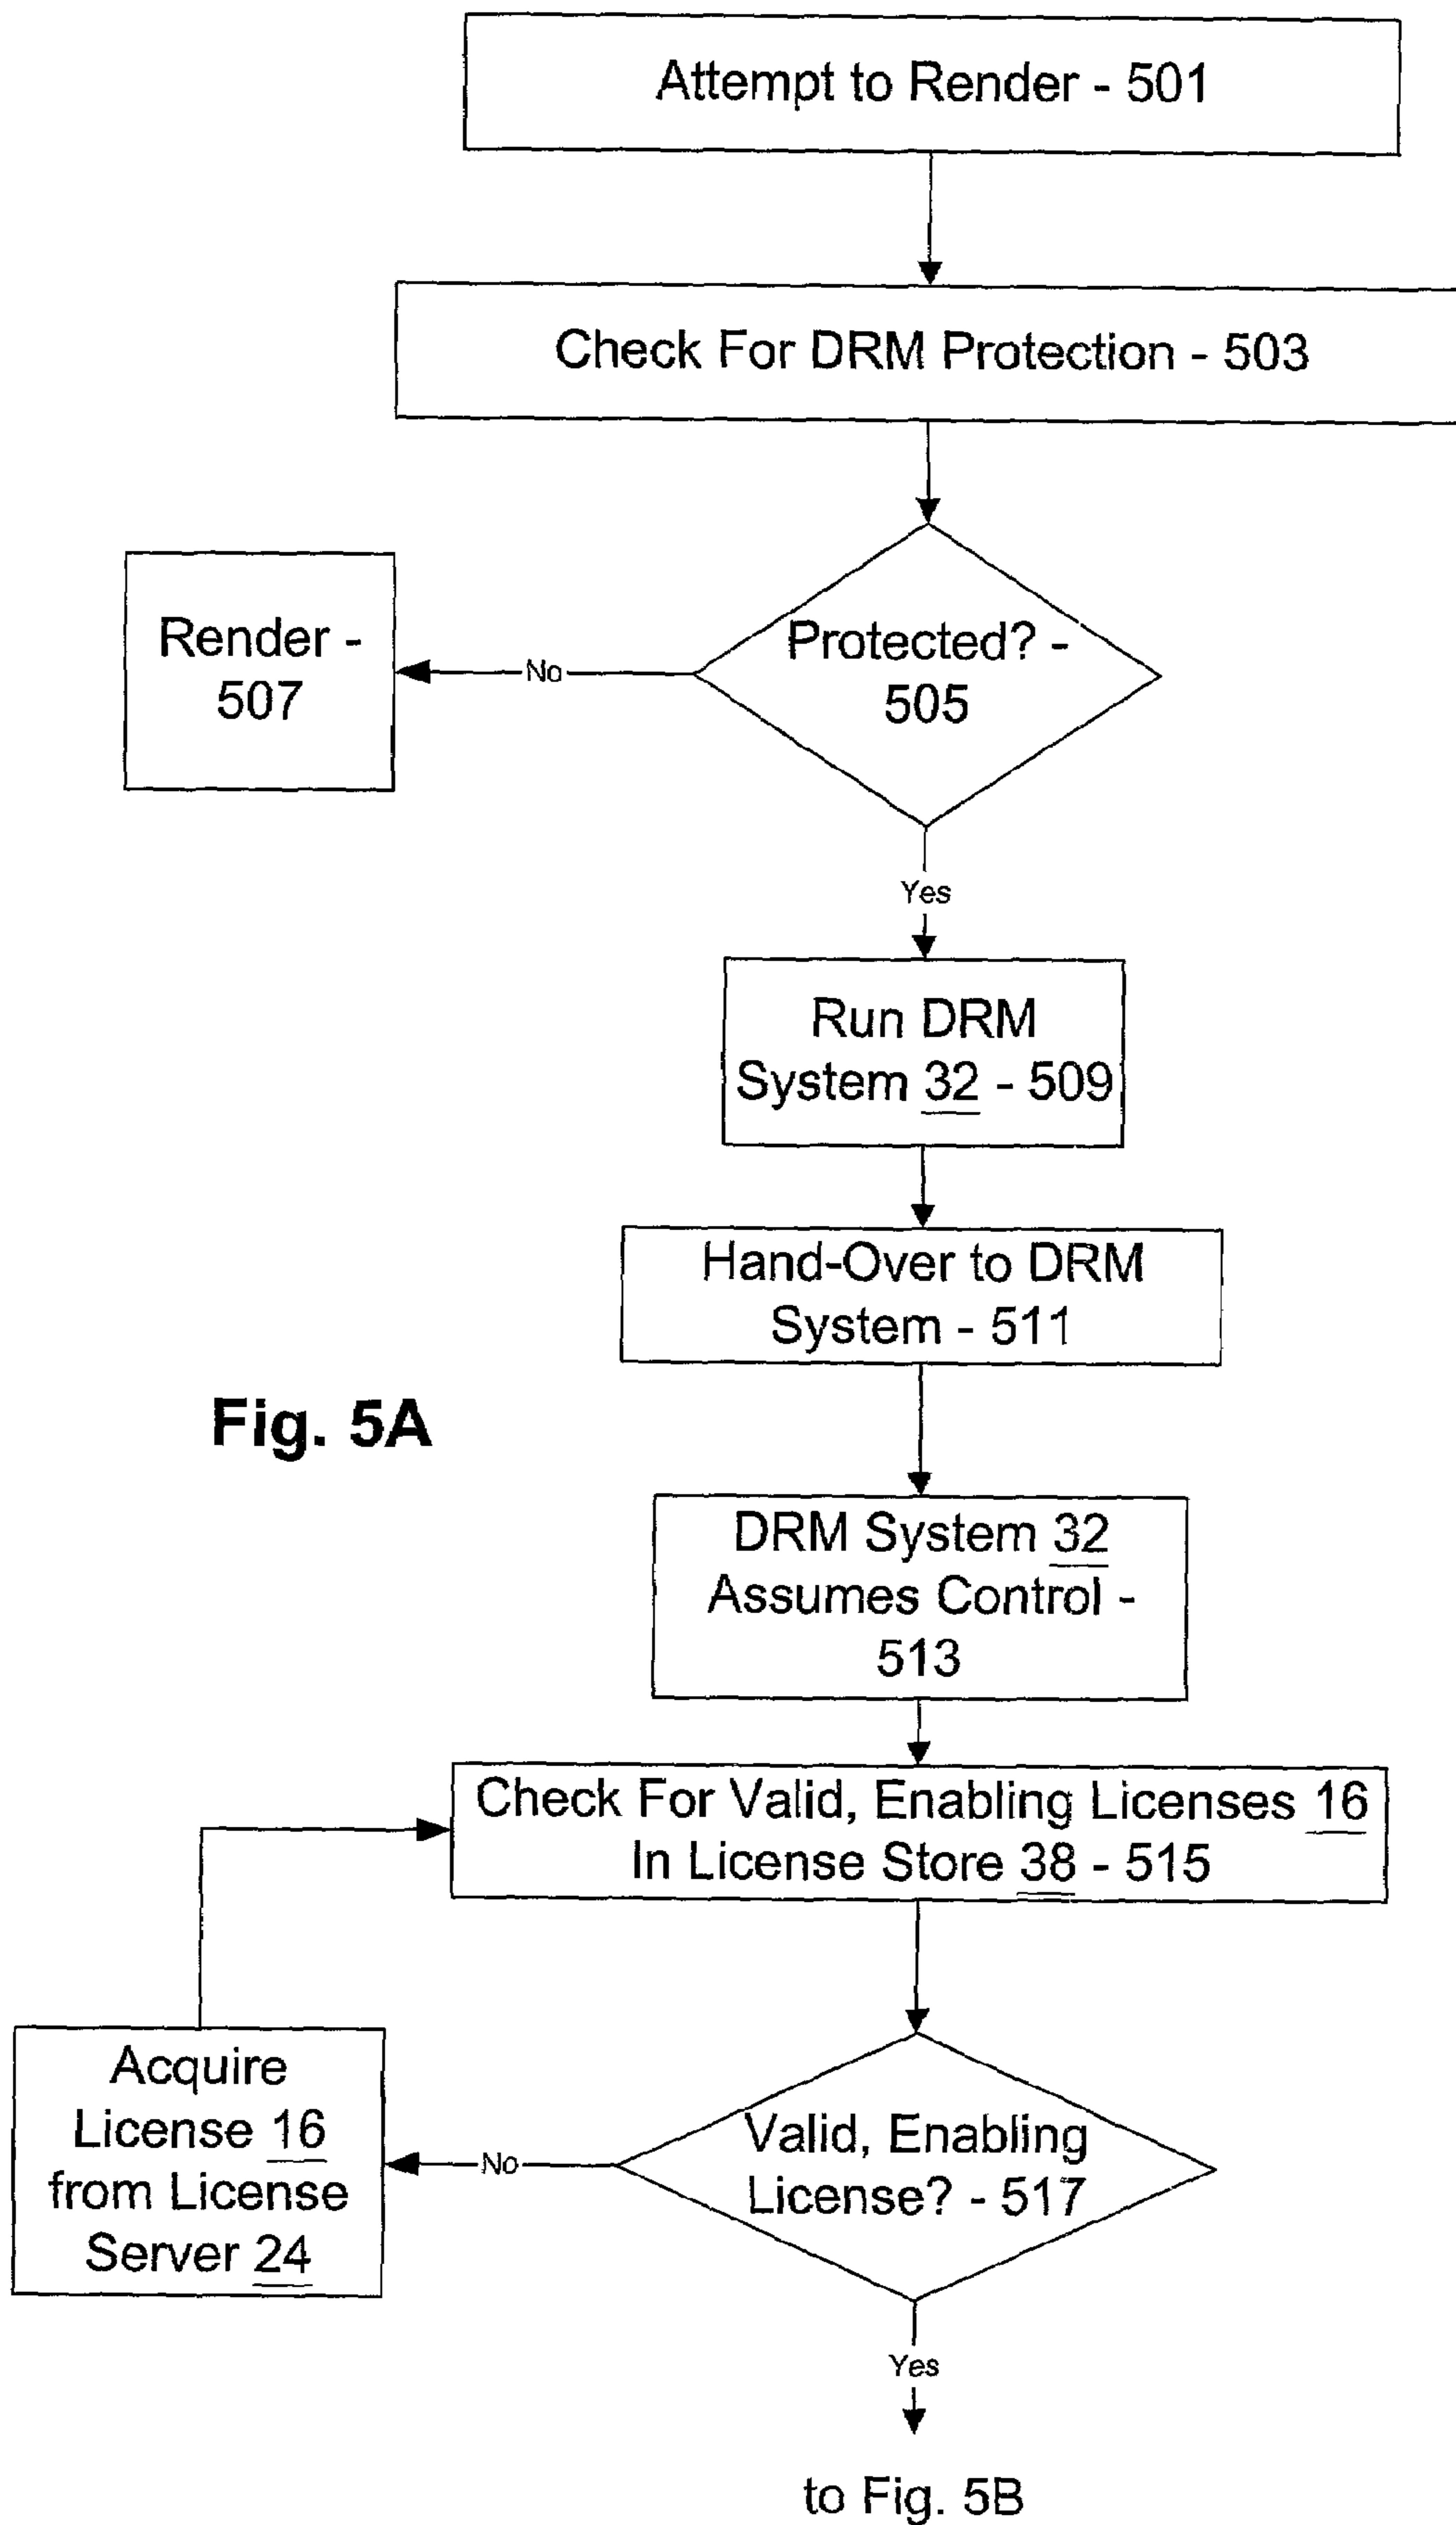 Attempt to Render - 501
Check For DRM Protection - 503
Protected? -
505
No
Render -
507
Yes
Run DRM
System 32 - 509
Hand-Over to DRM
System - 511
Fig. 5A
DRM System 32
Assumes Control -
513
Check For Valid, Enabling Licenses 16
In License Store 38 - 515
Valid, Enabling
License? - 517
No
Acquire
License 16
from License
Server 24
Yes
to Fig. 5B